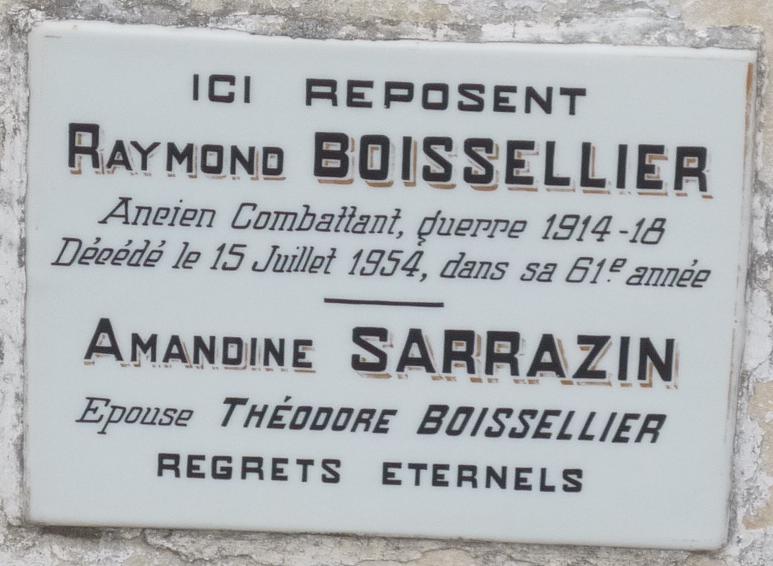 ICI REPOSENT
RAYMOND BOISSELLIER
Ancien Combattant, guerre 1914-18
Décédé le 15 Juillet 1954, dans sa 61e année
AMANDINE SARRAZIN
Epouse THÉODORE BOISSELLIER
REGRETS ETERNELS